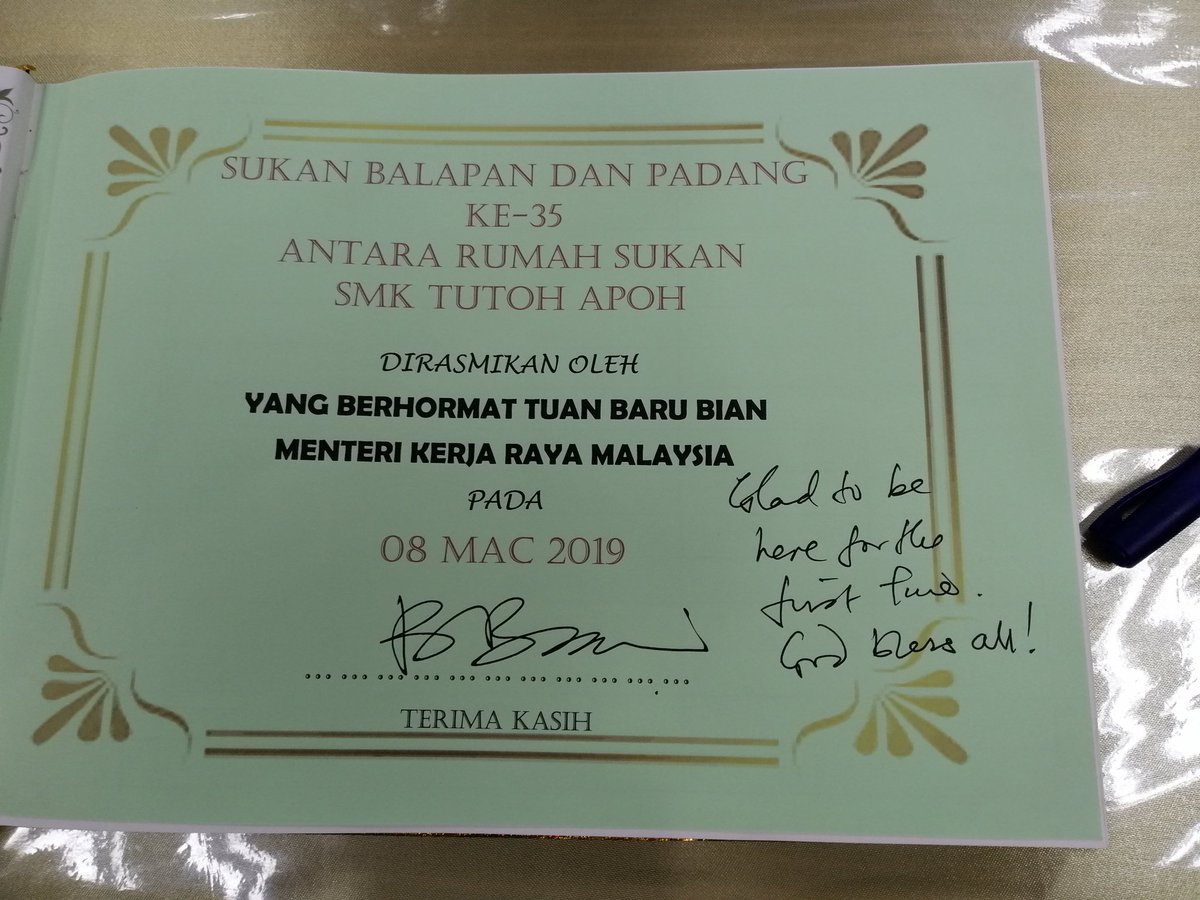 SUKAN BALAPAN DAN PADANG
KE-35
ANTARA RUMAH SUKAN
SMK TUTOH APOH
DIRASMIKAN OLEH
YANG BERHORMAT TUAN BARU BIAN
MENTERI KERJA RAYA MALAYSIA
PADA
08 MAC 2019
Glad to be
here for the
first time.
God bless all!
TERIMA KASIH